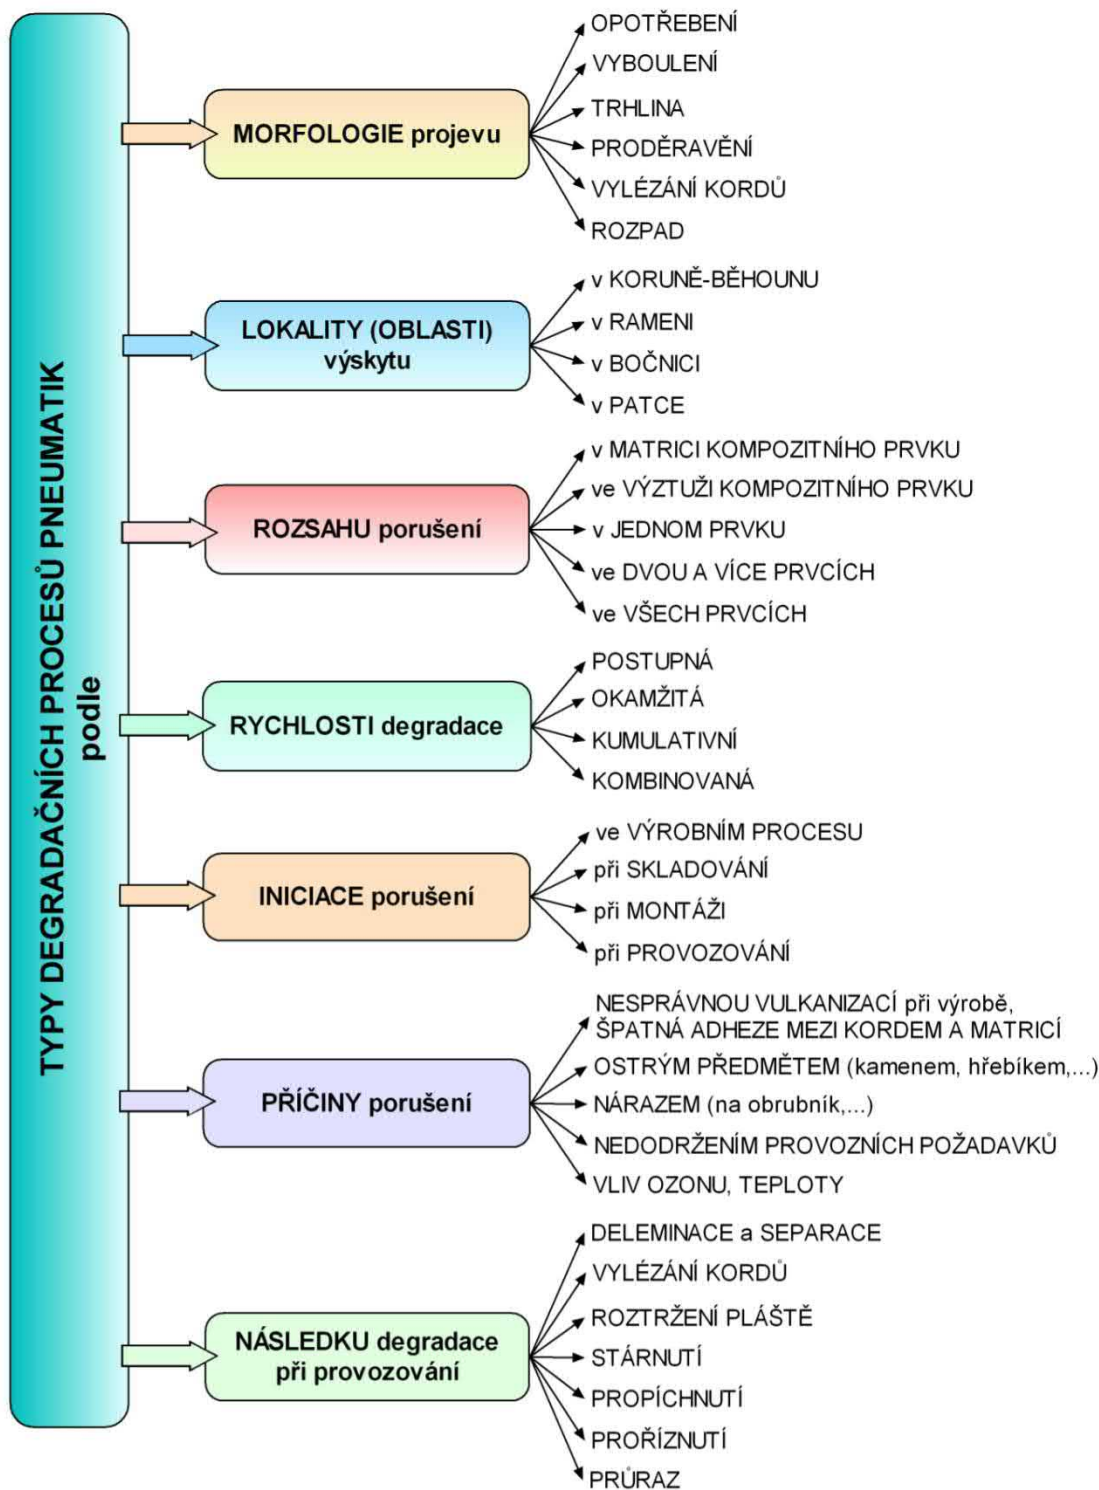 TYPY DEGRADAČNÍCH PROCESŮ PNEUMATIK
podle
MORFOLOGIE projevu
OPOTŘEBENÍ
VYBOULENÍ
TRHLINA
PRODĚRAVĚNÍ
VYLÉZÁNÍ KORDŮ
ROZPAD
LOKALITY (OBLASTI)
výskytu
v KORUNĚ-BĚHOUNU
v RAMENI
v BOČNICI
v PATCE
ROZSAHU porušení
v MATRICI KOMPOZITNÍHO PRVKU
ve VÝZTUŽI KOMPOZITNÍHO PRVKU
v JEDNOM PRVKU
ve DVOU A VÍCE PRVCÍCH
ve VŠECH PRVCÍCH
RYCHLOSTI degradace
POSTUPNÁ
OKAMŽITÁ
KUMULATIVNÍ
KOMBINOVANÁ
INICIACE porušení
ve VÝROBNÍM PROCESU
při SKLADOVÁNÍ
při MONTÁŽI
při PROVOZOVÁNÍ
PŘÍČINY porušení
NESPRÁVNOU VULKANIZACÍ při výrobě,
ŠPATNÁ ADHEZE MEZI KORDEM A MATRICÍ
OSTRÝM PŘEDMĚTEM (kamenem, hřebíkem,...)
NÁRAZEM (na obrubník,...)
NEDODRŽENÍM PROVOZNÍCH POŽADAVKŮ
VLIV OZONU, TEPLOTY
NÁSLEDKU degradace
při provozování
DELEMINACE a SEPARACE
VYLÉZÁNÍ KORDŮ
ROZTRŽENÍ PLÁŠTĚ
STÁRNUTÍ
PROPÍCHNUTÍ
PROŘÍZNUTÍ
PRŮRAZ